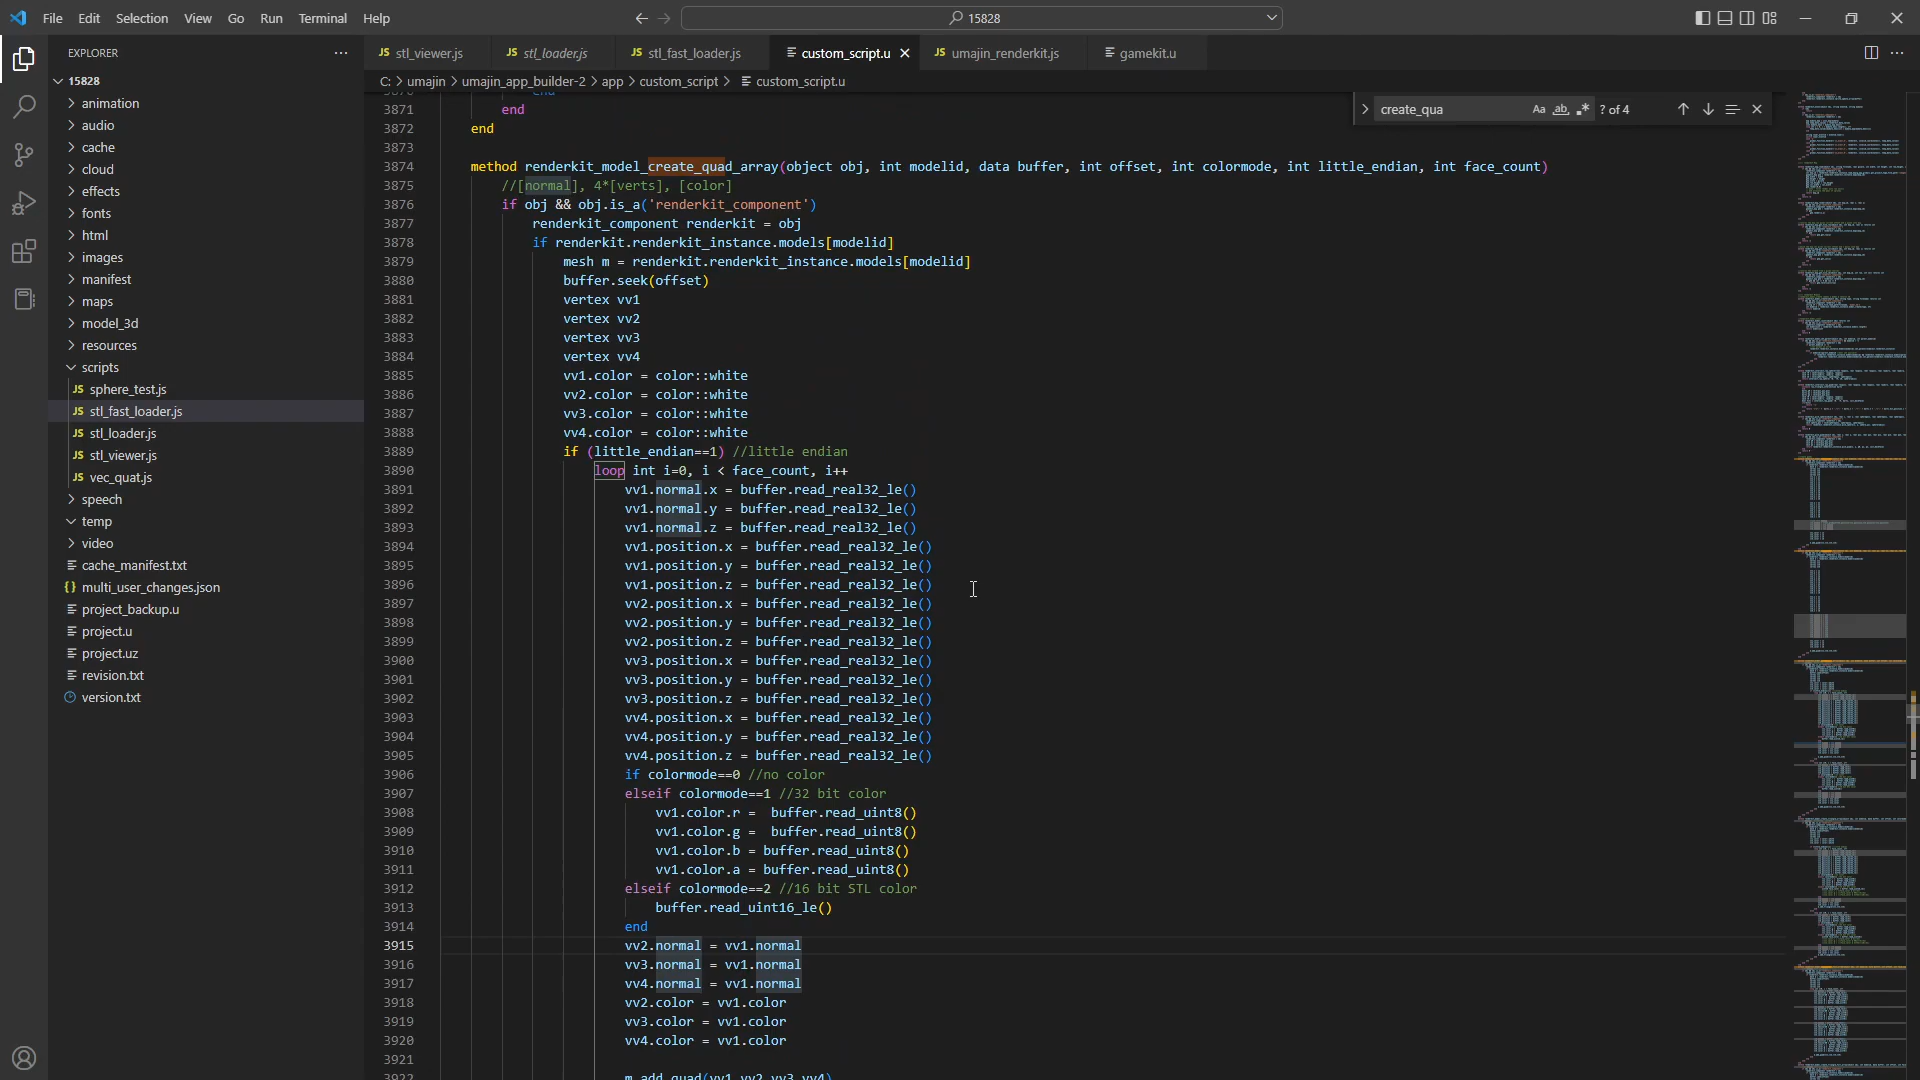 File Edit Selection View Go Run Terminal Help
15828
EXPLORER
stl_viewer.js
stl_loader.js
stl_fast_loader.js
custom_script.u
umajin_renderkit.js
gamekit.u
C: > umajin > umajin_app_builder-2 > app > custom_script > custom_script.u
create_qua
Aa ab ? of 4
15828
animation
audio
cache
cloud
effects
fonts
html
images
manifest
maps
model_3d
resources
scripts
JS sphere_test.js
JS stl_fast_loader.js
JS stl_loader.js
JS stl_viewer.js
JS vec_quat.js
speech
temp
video
cache_manifest.txt
{} multi_user_changes.json
project_backup.u
project.u
project.uz
revision.txt
version.txt
3871 end
3872 end
3873
3874 method renderkit_model_create_quad_array(object obj, int modelid, data buffer, int offset, int colormode, int little_endian, int face_count)
3875 //[normal], 4*[verts], [color]
3876 if obj && obj.is_a('renderkit_component')
3877 renderkit_component renderkit = obj
3878 if renderkit.renderkit_instance.models[modelid]
3879 mesh m = renderkit.renderkit_instance.models[modelid]
3880 buffer.seek(offset)
3881 vertex vv1
3882 vertex vv2
3883 vertex vv3
3884 vertex vv4
3885 vv1.color = color::white
3886 vv2.color = color::white
3887 vv3.color = color::white
3888 vv4.color = color::white
3889 if (little_endian==1) //little endian
3890 loop int i=0, i < face_count, i++
3891 vv1.normal.x = buffer.read_real32_le()
3892 vv1.normal.y = buffer.read_real32_le()
3893 vv1.normal.z = buffer.read_real32_le()
3894 vv1.position.x = buffer.read_real32_le()
3895 vv1.position.y = buffer.read_real32_le()
3896 vv1.position.z = buffer.read_real32_le()
3897 vv2.position.x = buffer.read_real32_le()
3898 vv2.position.y = buffer.read_real32_le()
3899 vv2.position.z = buffer.read_real32_le()
3900 vv3.position.x = buffer.read_real32_le()
3901 vv3.position.y = buffer.read_real32_le()
3902 vv3.position.z = buffer.read_real32_le()
3903 vv4.position.x = buffer.read_real32_le()
3904 vv4.position.y = buffer.read_real32_le()
3905 vv4.position.z = buffer.read_real32_le()
3906 if colormode==0 //no color
3907 elseif colormode==1 //32 bit color
3908 vv1.color.r =  buffer.read_uint8()
3909 vv1.color.g =  buffer.read_uint8()
3910 vv1.color.b = buffer.read_uint8()
3911 vv1.color.a = buffer.read_uint8()
3912 elseif colormode==2 //16 bit STL color
3913 buffer.read_uint16_le()
3914 end
3915 vv2.normal = vv1.normal
3916 vv3.normal = vv1.normal
3917 vv4.normal = vv1.normal
3918 vv2.color = vv1.color
3919 vv3.color = vv1.color
3920 vv4.color = vv1.color
3921
3922 m.add_quad(vv1,vv2,vv3,vv4)